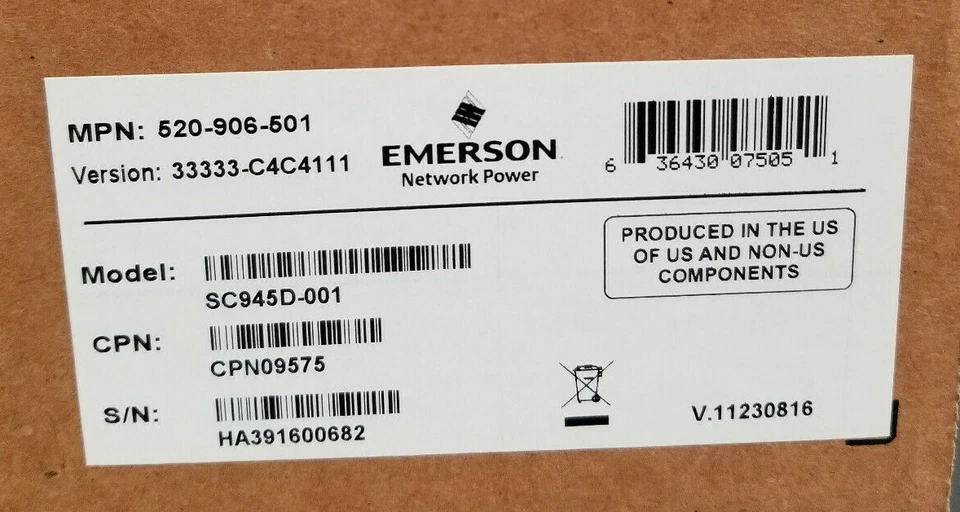 MPN: 520-906-501
Version: 33333-C4C4111
EMERSON
Network Power
6 36430 07505 1
PRODUCED IN THE US
OF US AND NON-US
COMPONENTS
Model:
SC945D-001
CPN:
CPN09575
S/N:
HA391600682
V.11230816